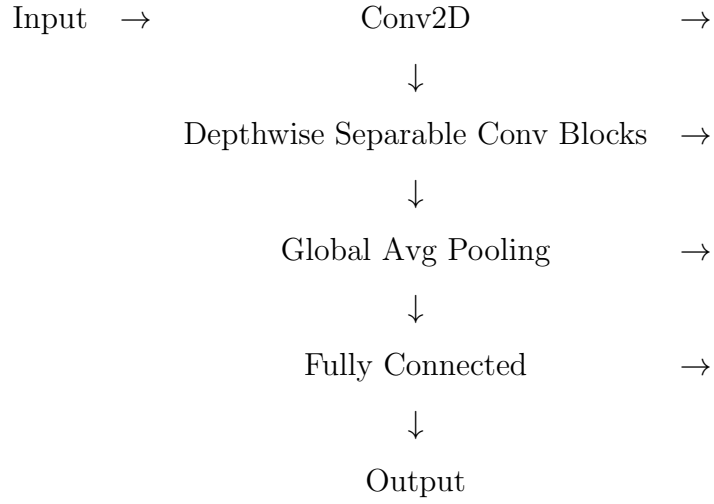 Input → Conv2D →
↓
Depthwise Separable Conv Blocks →
↓
Global Avg Pooling →
↓
Fully Connected →
↓
Output